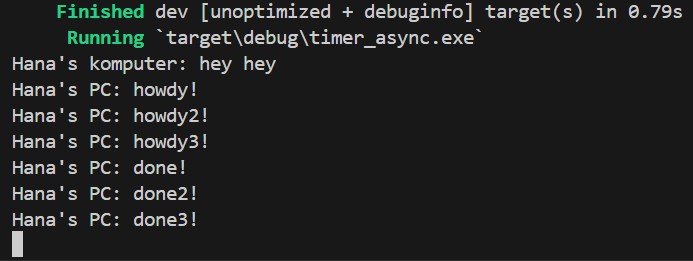 Finished dev [unoptimized + debuginfo] target(s) in 0.79s
Running `target\debug\timer_async.exe`
Hana's komputer: hey hey
Hana's PC: howdy!
Hana's PC: howdy2!
Hana's PC: howdy3!
Hana's PC: done!
Hana's PC: done2!
Hana's PC: done3!